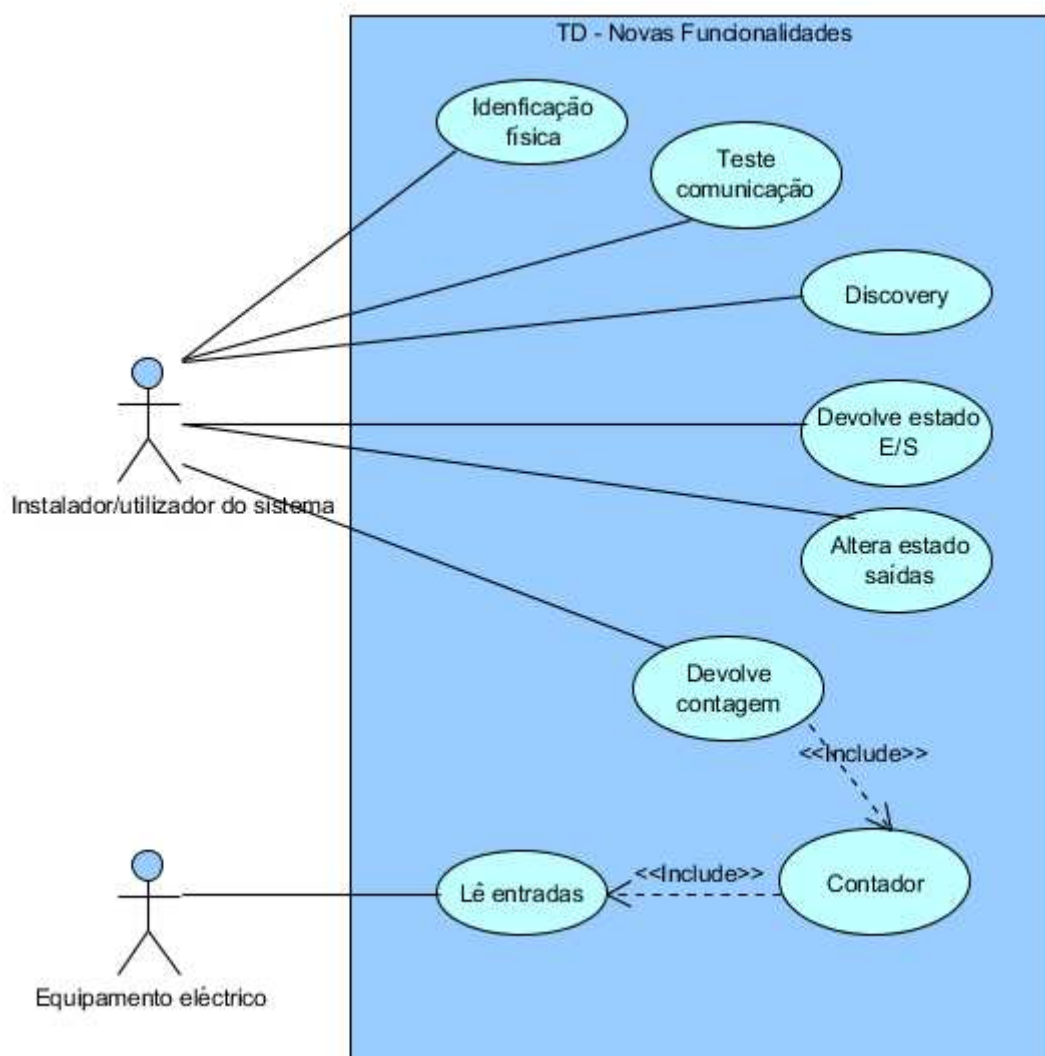 TD - Novas Funcionalidades
Idenficação
física
Teste
comunicação
Discovery
Devolve estado
E/S
Instalador/utilizador do sistema
Altera estado
saídas
Devolve
contagem
<<Include>>
<<Include>>
Contador
Lê entradas
Equipamento eléctrico